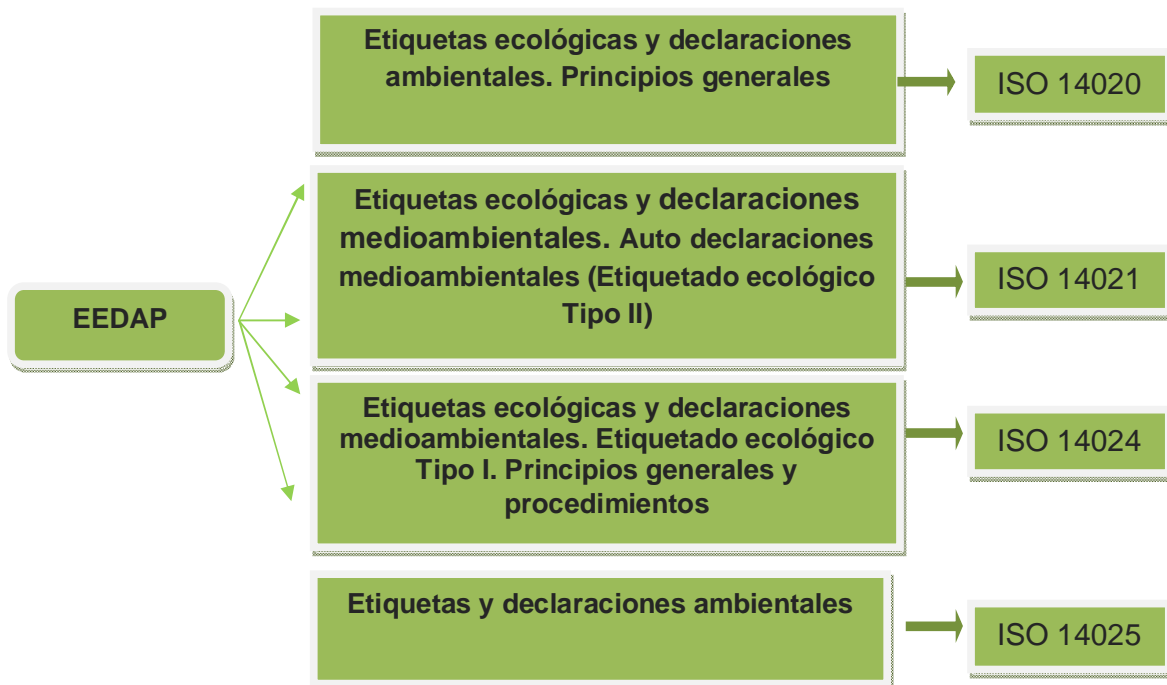 Etiquetas ecológicas y declaraciones
ambientales. Principios generales
ISO 14020
Etiquetas ecológicas y declaraciones
medioambientales. Auto declaraciones
medioambientales (Etiquetado ecológico
Tipo II)
ISO 14021
EEDAP
Etiquetas ecológicas y declaraciones
medioambientales. Etiquetado ecológico
Tipo I. Principios generales y
procedimientos
ISO 14024
Etiquetas y declaraciones ambientales
ISO 14025